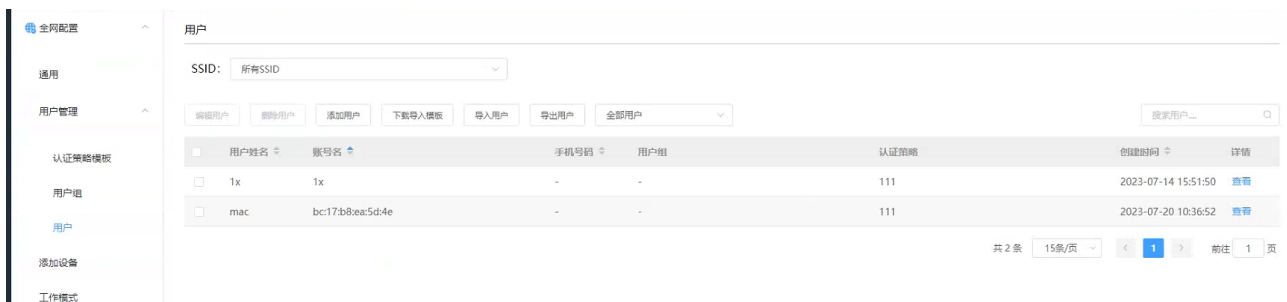 全网配置
用户
通用
SSID: 所有SSID
用户管理
编辑用户 删除用户 添加用户 下载导入模板 导入用户 导出用户 全部用户 搜索用户...
认证策略模板
用户姓名 账号名 手机号码 用户组 认证策略 创建时间 详情
用户组
1x 1x - - 111 2023-07-14 15:51:50 查看
用户
mac bc:17:b8:ea:5d:4e - - 111 2023-07-20 10:36:52 查看
共 2 条 15条/页 < 1 > 前往 1 页
添加设备
工作模式